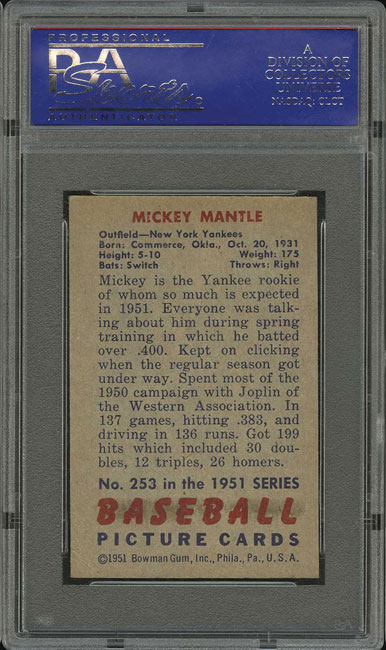 PROFESSIONAL
PSA
AUTHENTICATOR
A
DIVISION OF
COLLECTORS
UNIVERSE
NASDAQ: CLCT
MICKEY MANTLE
Outfield—New York Yankees
Born: Commerce, Okla., Oct. 20, 1931
Height: 5-10 Weight: 175
Bats: Switch Throws: Right
Mickey is the Yankee rookie
of whom so much is expected
in 1951. Everyone was talk-
ing about him during spring
training in which he batted
over .400. Kept on clicking
when the regular season got
under way. Spent most of the
1950 campaign with Joplin of
the Western Association. In
137 games, hitting .383, and
driving in 136 runs. Got 199
hits which included 30 dou-
bles, 12 triples, 26 homers.
No. 253 in the 1951 SERIES
BASEBALL
PICTURE CARDS
©1951 Bowman Gum, Inc., Phila., Pa., U.S.A.